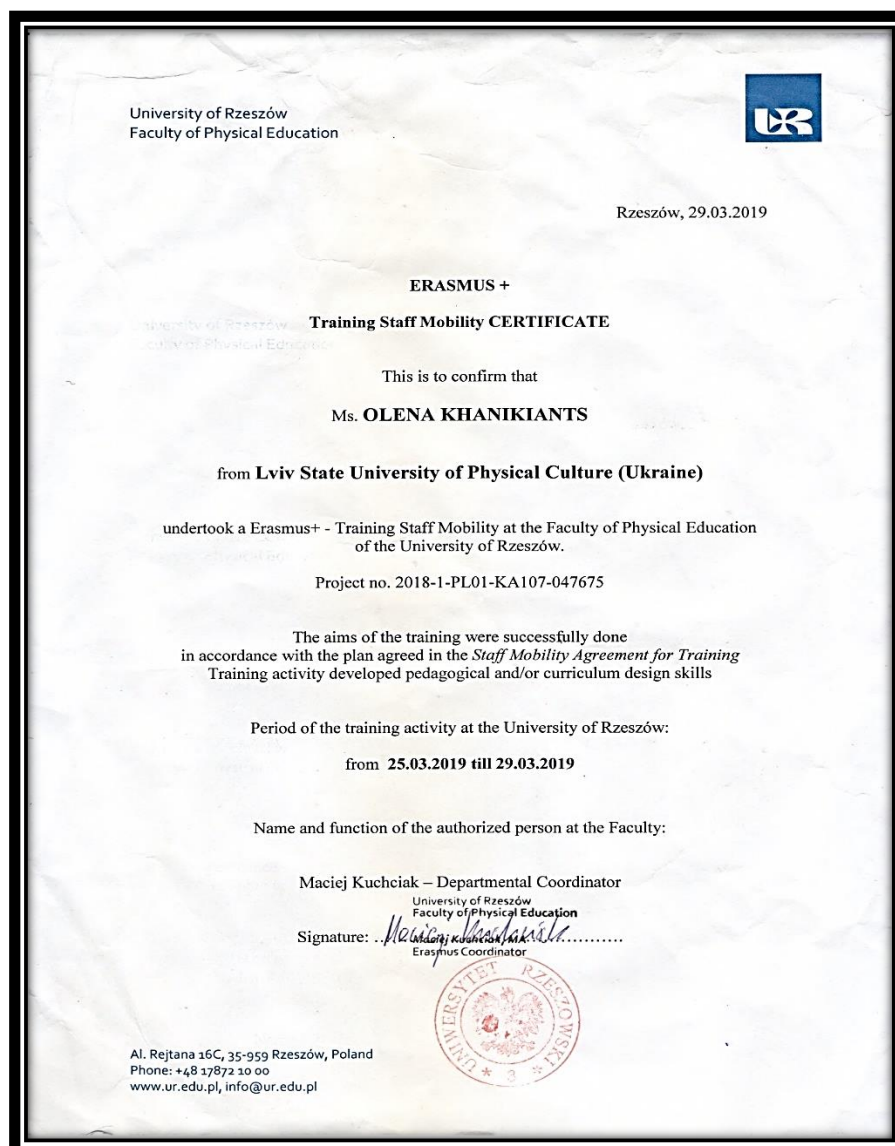 University of Rzeszów
Faculty of Physical Education
UR
Rzeszów, 29.03.2019
ERASMUS +
Training Staff Mobility CERTIFICATE
This is to confirm that
Ms. OLENA KHANIKIANTS
from Lviv State University of Physical Culture (Ukraine)
undertook a Erasmus+ - Training Staff Mobility at the Faculty of Physical Education
of the University of Rzeszów.
Project no. 2018-1-PL01-KA107-047675
The aims of the training were successfully done
in accordance with the plan agreed in the Staff Mobility Agreement for Training
Training activity developed pedagogical and/or curriculum design skills
Period of the training activity at the University of Rzeszów:
from 25.03.2019 till 29.03.2019
Name and function of the authorized person at the Faculty:
Maciej Kuchciak – Departmental Coordinator
University of Rzeszów
Faculty of Physical Education
Signature: ..
Maciej Kuchciak, MA
Erasmus Coordinator
UNIWERSYTET RZESZOWSKI
* 3 *
Al. Rejtana 16C, 35-959 Rzeszów, Poland
Phone: +48 17872 10 00
www.ur.edu.pl, info@ur.edu.pl